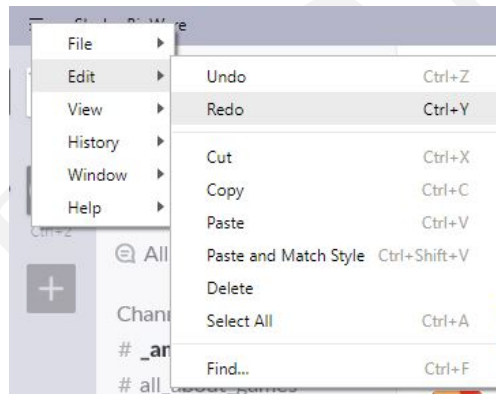 File
Edit
View
History
Window
Help
Undo Ctrl+Z
Redo Ctrl+Y
Cut Ctrl+X
Copy Ctrl+C
Paste Ctrl+V
Paste and Match Style Ctrl+Shift+V
Delete
Select All Ctrl+A
Find... Ctrl+F
Ctrl+2
All
Chann
# _an
# all_about_games